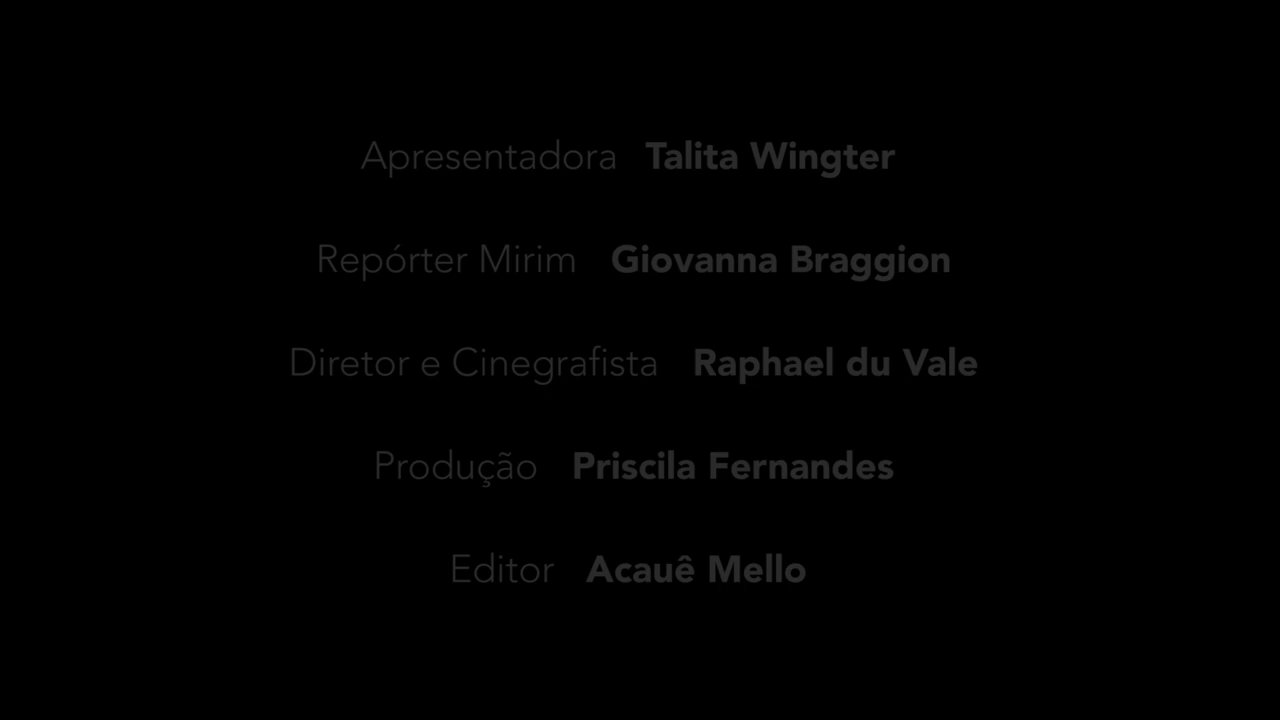 Apresentadora Talita Wingter
Repórter Mirim Giovanna Braggion
Diretor e Cinegrafista Raphael du Vale
Produção Priscila Fernandes
Editor Acauê Mello